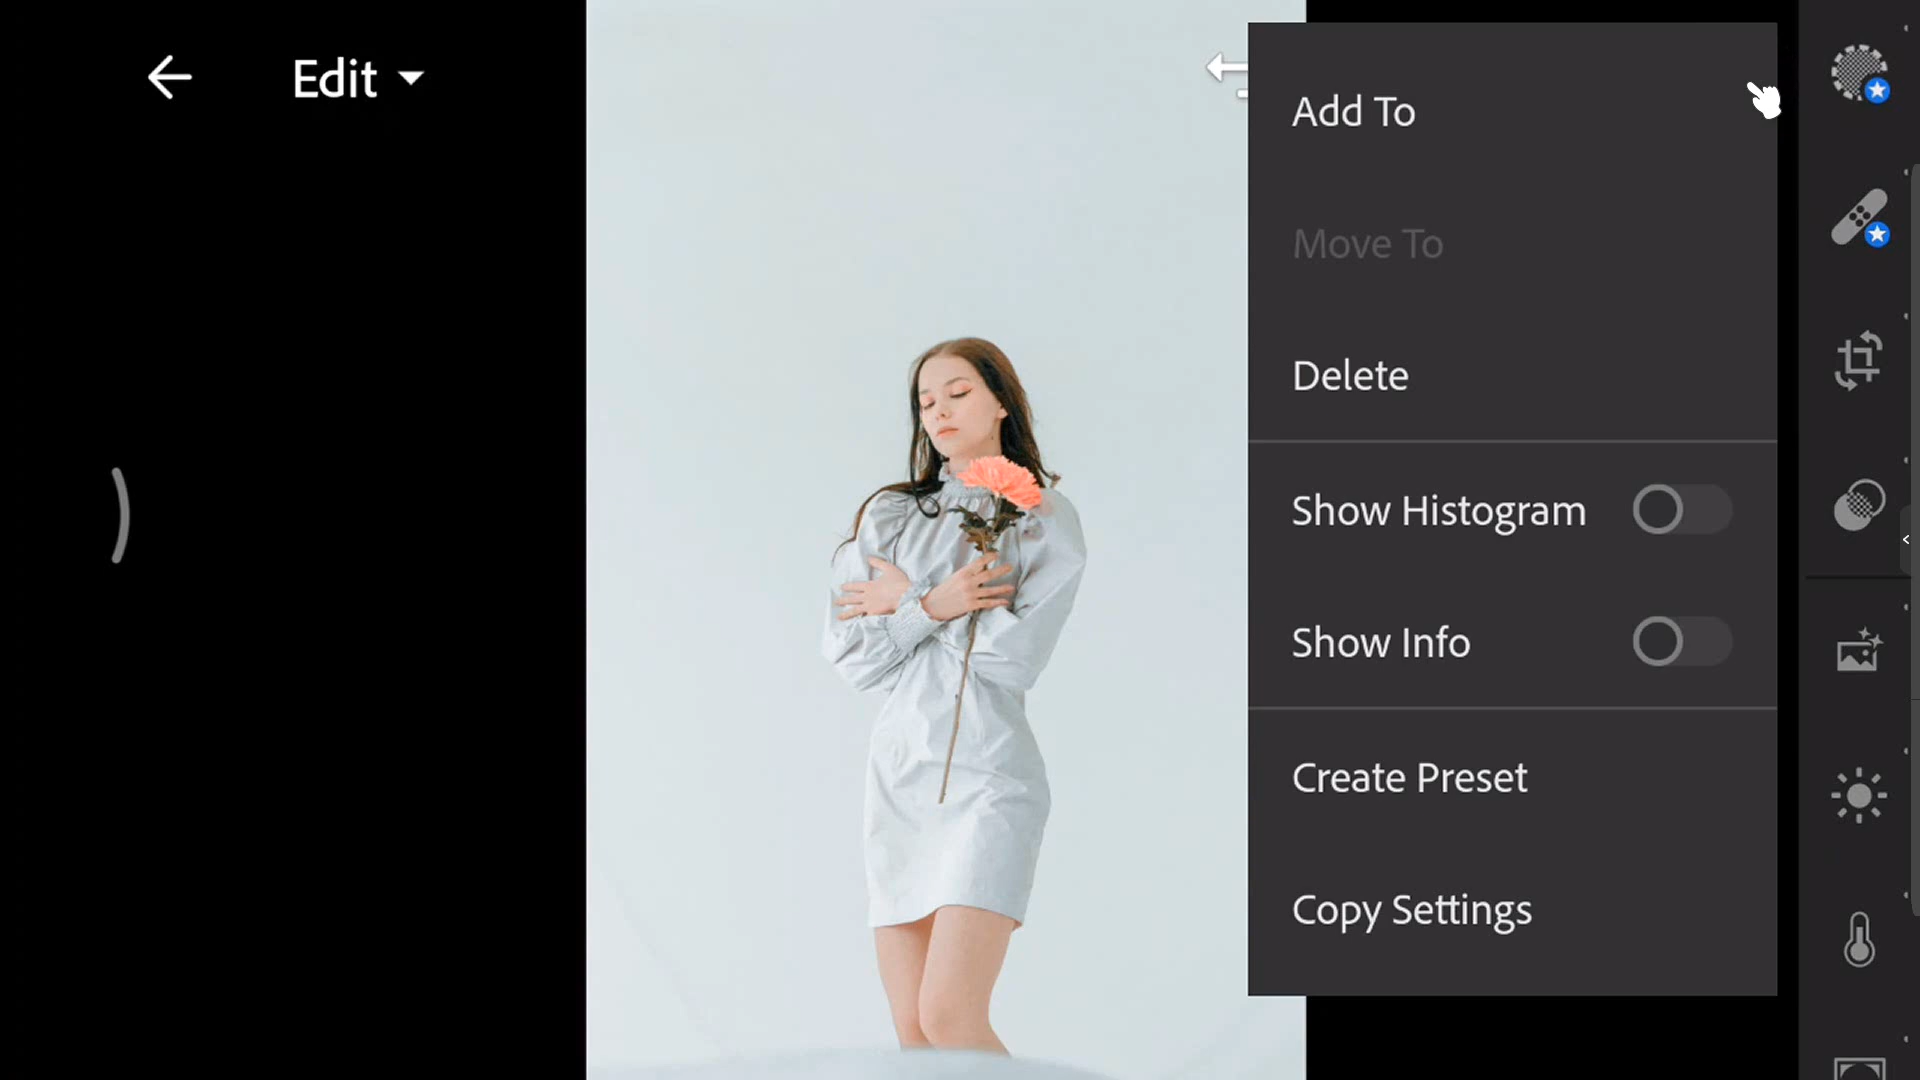 Edit
Add To
Move To
Delete
Show Histogram
Show Info
Create Preset
Copy Settings